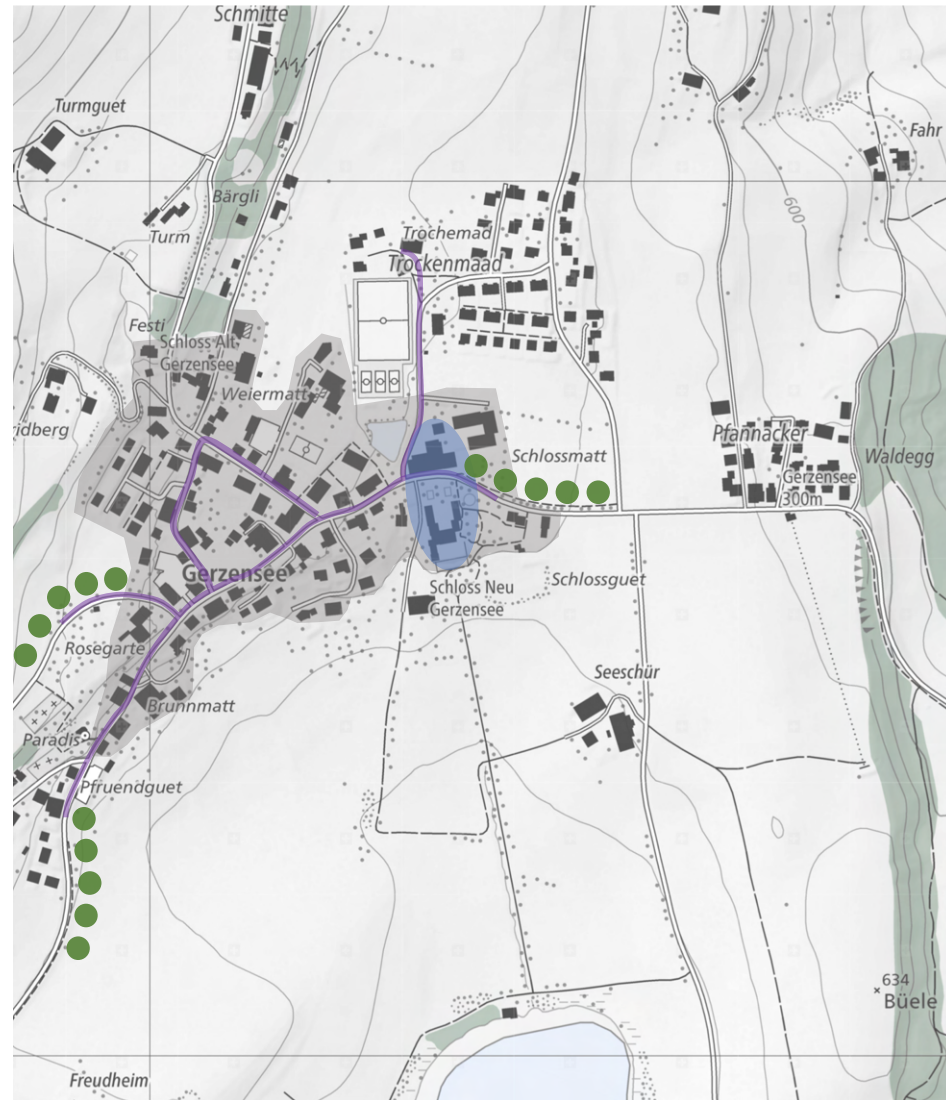 Schmitte
Turmguet
Fahr
Bärgli
600
Turm
Trochemad
Trockenmaad
Festi
Schloss Alt
Gerzensee
Weiermatt
ridberg
Pfannacker
Schlossmatt
Waldegg
Gerzensee
300m
Gerzensee
Schloss Neu
Gerzensee
Schlossguet
Rosegarte
Seeschür
Brunnmatt
Paradis
Pfruendguet
634
Büele
Freudheim